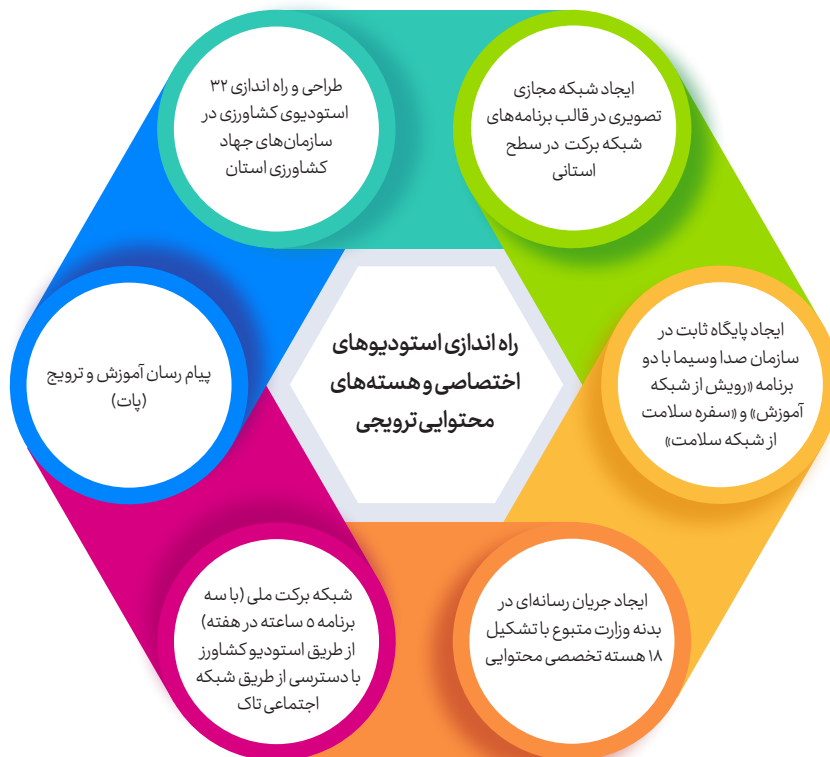 راه اندازی استودیوهای
اختصاصی و هسته‌های
محتوایی ترویجی
ایجاد شبکه مجازی
تصویری در قالب برنامه‌های
شبکه برکت در سطح
استانی
ایجاد پایگاه ثابت در
سازمان صدا وسیما با دو
برنامه «رویش از شبکه
آموزش» و «سفره سلامت
از شبکه سلامت»
ایجاد جریان رسانه‌ای در
بدنه وزارت متبوع با تشکیل
۱۸ هسته تخصصی محتوایی
شبکه برکت ملی (با سه
برنامه ۵ ساعته در هفته)
از طریق استودیو کشاورز
با دسترسی از طریق شبکه
اجتماعی تاک
پیام رسان آموزش و ترویج
(پات)
طراحی و راه اندازی ۳۲
استودیوی کشاورزی در
سازمان‌های جهاد
کشاورزی استان